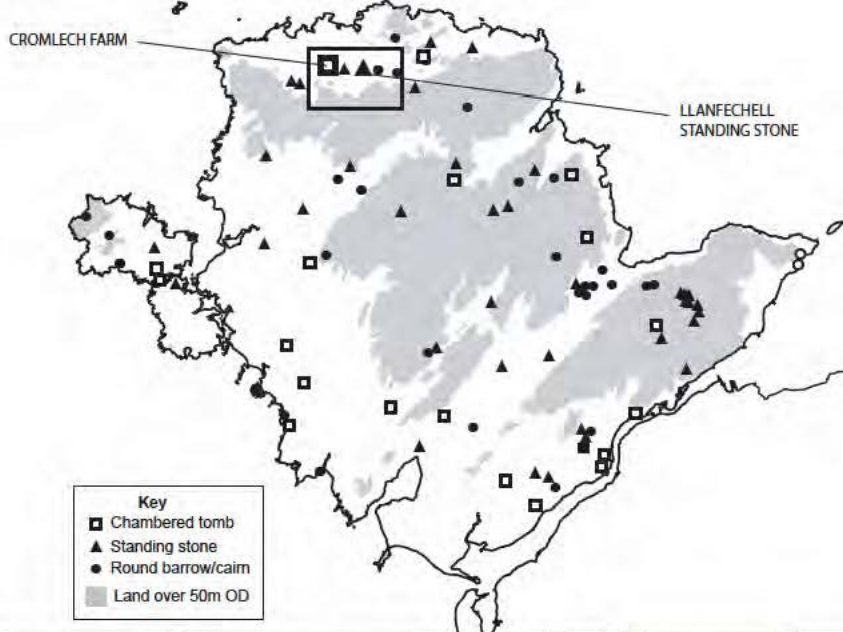 CROMLECH FARM
LLANFECHELL
STANDING STONE
Key
Chambered tomb
Standing stone
Round barrow/cairn
Land over 50m OD